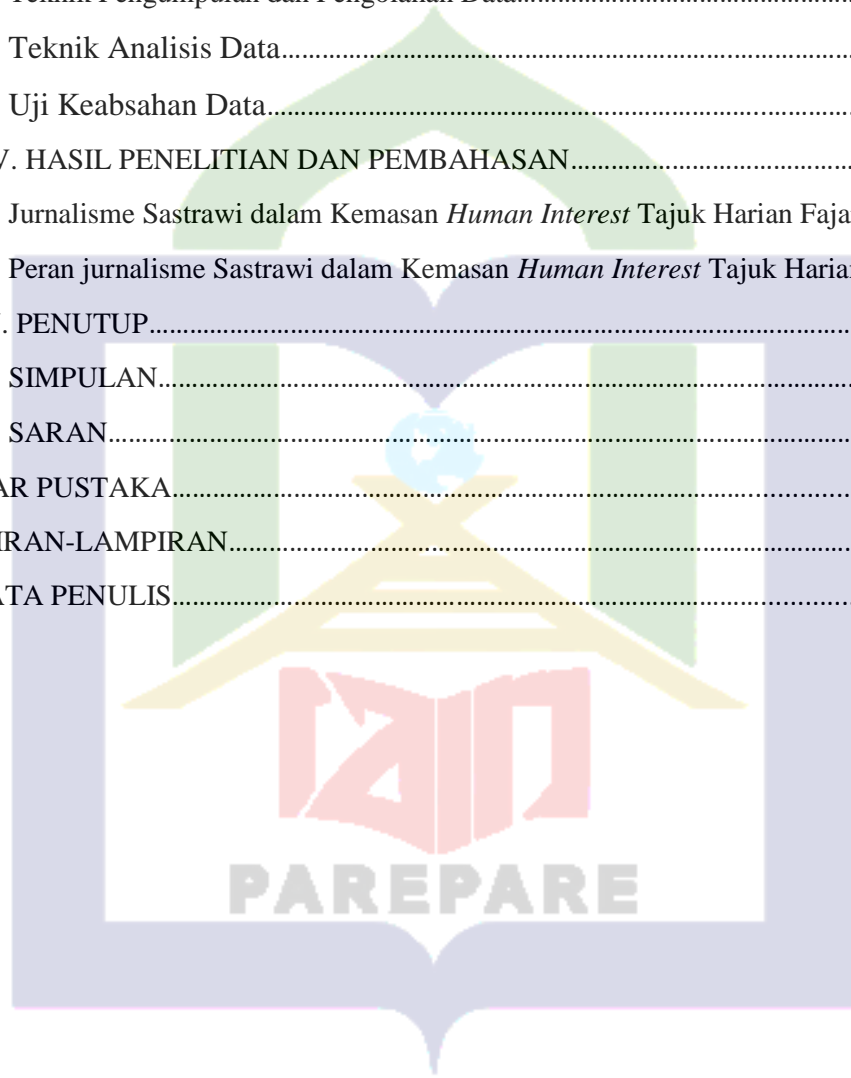 Teknik Pengumpulan dan Pengolahan Data..........
Teknik Analisis Data..........
Uji Keabsahan Data..........
V. HASIL PENELITIAN DAN PEMBAHASAN..........
Jurnalisme Sastrawi dalam Kemasan Human Interest Tajuk Harian Faja
Peran jurnalisme Sastrawi dalam Kemasan Human Interest Tajuk Haria
. PENUTUP..........
SIMPULAN..........
SARAN..........
AR PUSTAKA..........
IRAN-LAMPIRAN..........
ATA PENULIS..........
iain
PAREPARE